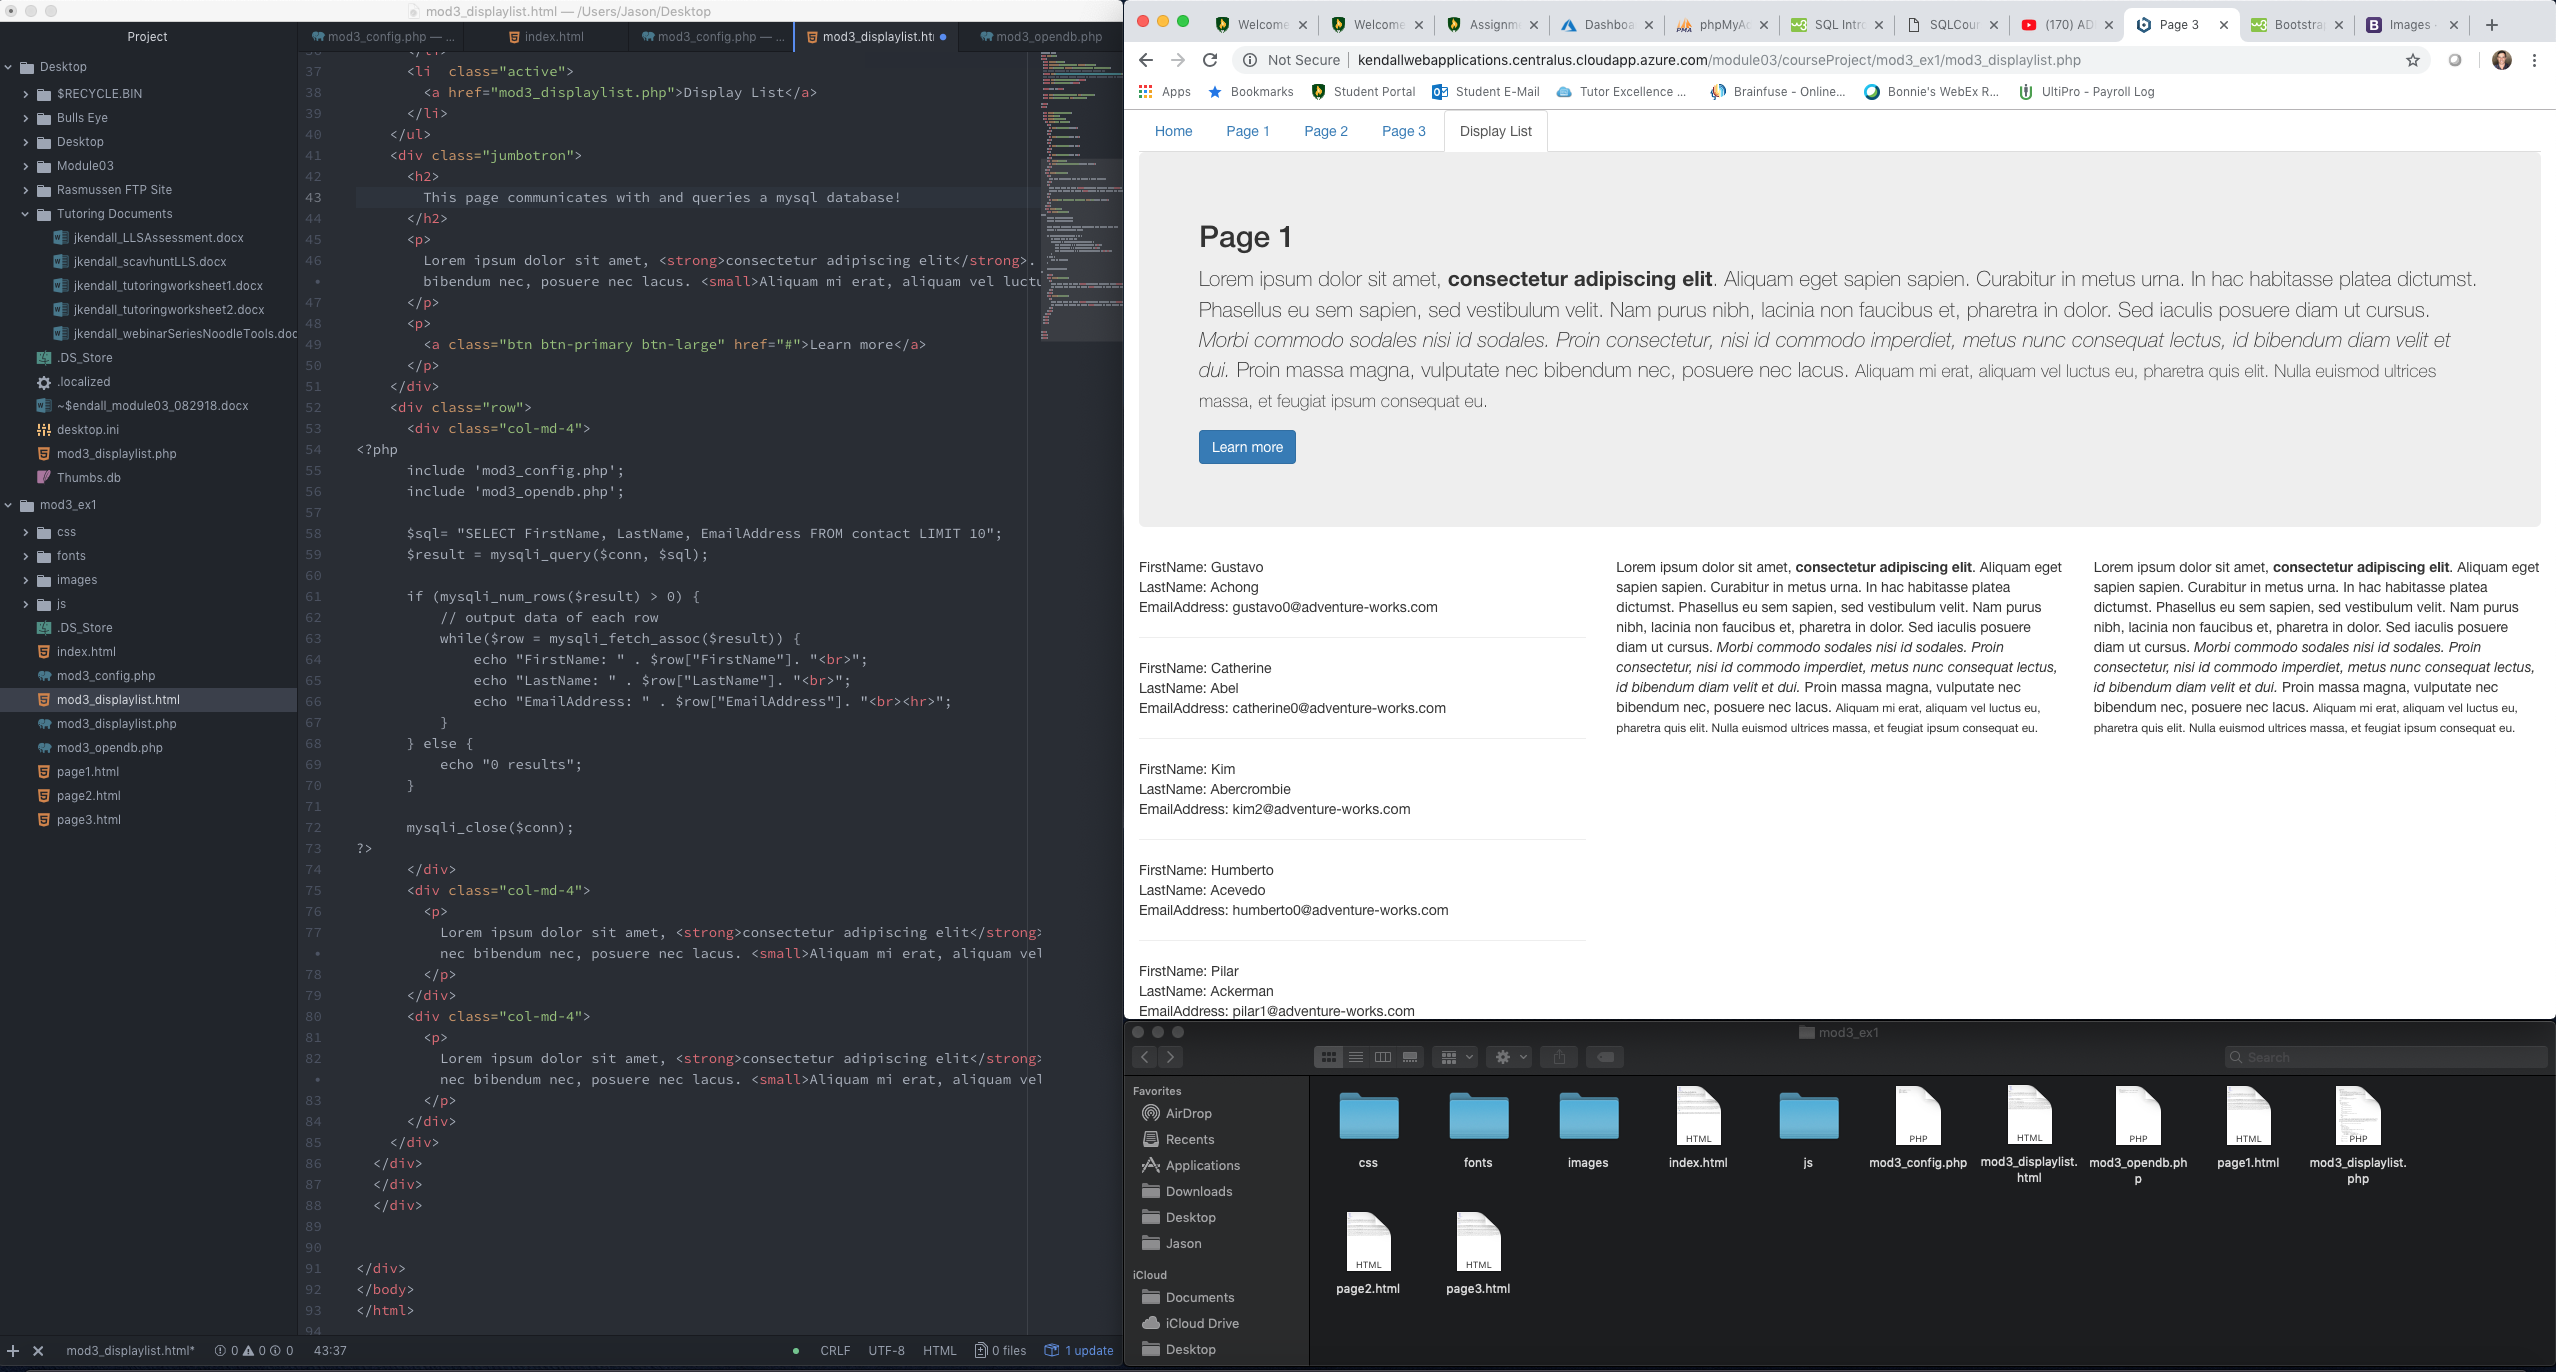 mod3_displaylist.html — /Users/Jason/Desktop
Project
mod3_config.php — ...
index.html
mod3_config.php — ...
mod3_displaylist.ht
mod3_opendb.php
Desktop
$RECYCLE.BIN
Bulls Eye
Desktop
Module03
Rasmussen FTP Site
Tutoring Documents
jkendall_LLSAssessment.docx
jkendall_scavhuntLLS.docx
jkendall_tutoringworksheet1.docx
jkendall_tutoringworksheet2.docx
jkendall_webinarSeriesNoodleTools.doc
.DS_Store
.localized
~$endall_module03_082918.docx
desktop.ini
mod3_displaylist.php
Thumbs.db
mod3_ex1
css
fonts
images
js
.DS_Store
index.html
mod3_config.php
mod3_displaylist.html
mod3_displaylist.php
mod3_opendb.php
page1.html
page2.html
page3.html
37 <li  class="active">
38 <a href="mod3_displaylist.php">Display List</a>
39 </li>
40 </ul>
41 <div class="jumbotron">
42 <h2>
43 This page communicates with and queries a mysql database!
44 </h2>
45 <p>
46 Lorem ipsum dolor sit amet, <strong>consectetur adipiscing elit</strong>.
• bibendum nec, posuere nec lacus. <small>Aliquam mi erat, aliquam vel luctu
47 </p>
48 <p>
49 <a class="btn btn-primary btn-large" href="#">Learn more</a>
50 </p>
51 </div>
52 <div class="row">
53 <div class="col-md-4">
54 <?php
55 include 'mod3_config.php';
56 include 'mod3_opendb.php';
57
58 $sql= "SELECT FirstName, LastName, EmailAddress FROM contact LIMIT 10";
59 $result = mysqli_query($conn, $sql);
60
61 if (mysqli_num_rows($result) > 0) {
62 // output data of each row
63 while($row = mysqli_fetch_assoc($result)) {
64 echo "FirstName: " . $row["FirstName"]. "<br>";
65 echo "LastName: " . $row["LastName"]. "<br>";
66 echo "EmailAddress: " . $row["EmailAddress"]. "<br><hr>";
67 }
68 } else {
69 echo "0 results";
70 }
71
72 mysqli_close($conn);
73 ?>
74 </div>
75 <div class="col-md-4">
76 <p>
77 Lorem ipsum dolor sit amet, <strong>consectetur adipiscing elit</strong>
• nec bibendum nec, posuere nec lacus. <small>Aliquam mi erat, aliquam vel
78 </p>
79 </div>
80 <div class="col-md-4">
81 <p>
82 Lorem ipsum dolor sit amet, <strong>consectetur adipiscing elit</strong>
• nec bibendum nec, posuere nec lacus. <small>Aliquam mi erat, aliquam vel
83 </p>
84 </div>
85 </div>
86 </div>
87 </div>
88 </div>
89
90
91 </div>
92 </body>
93 </html>
94
mod3_displaylist.html* 0 0 0 43:37 CRLF UTF-8 HTML 0 files 1 update
Welcome Welcome Assignm Dashboa phpMyAd SQL Intro SQLCour (170) AD Page 3 Bootstra Images
Not Secure kendallwebapplications.centralus.cloudapp.azure.com/module03/courseProject/mod3_ex1/mod3_displaylist.php
Apps Bookmarks Student Portal Student E-Mail Tutor Excellence ... Brainfuse - Online... Bonnie's WebEx R... UltiPro - Payroll Log
Home Page 1 Page 2 Page 3 Display List
Page 1
Lorem ipsum dolor sit amet, consectetur adipiscing elit. Aliquam eget sapien sapien. Curabitur in metus urna. In hac habitasse platea dictumst.
Phasellus eu sem sapien, sed vestibulum velit. Nam purus nibh, lacinia non faucibus et, pharetra in dolor. Sed iaculis posuere diam ut cursus.
Morbi commodo sodales nisi id sodales. Proin consectetur, nisi id commodo imperdiet, metus nunc consequat lectus, id bibendum diam velit et
dui. Proin massa magna, vulputate nec bibendum nec, posuere nec lacus. Aliquam mi erat, aliquam vel luctus eu, pharetra quis elit. Nulla euismod ultrices
massa, et feugiat ipsum consequat eu.
Learn more
FirstName: Gustavo
LastName: Achong
EmailAddress: gustavo0@adventure-works.com
FirstName: Catherine
LastName: Abel
EmailAddress: catherine0@adventure-works.com
FirstName: Kim
LastName: Abercrombie
EmailAddress: kim2@adventure-works.com
FirstName: Humberto
LastName: Acevedo
EmailAddress: humberto0@adventure-works.com
FirstName: Pilar
LastName: Ackerman
EmailAddress: pilar1@adventure-works.com
Lorem ipsum dolor sit amet, consectetur adipiscing elit. Aliquam eget
sapien sapien. Curabitur in metus urna. In hac habitasse platea
dictumst. Phasellus eu sem sapien, sed vestibulum velit. Nam purus
nibh, lacinia non faucibus et, pharetra in dolor. Sed iaculis posuere
diam ut cursus. Morbi commodo sodales nisi id sodales. Proin
consectetur, nisi id commodo imperdiet, metus nunc consequat lectus,
id bibendum diam velit et dui. Proin massa magna, vulputate nec
bibendum nec, posuere nec lacus. Aliquam mi erat, aliquam vel luctus eu,
pharetra quis elit. Nulla euismod ultrices massa, et feugiat ipsum consequat eu.
Lorem ipsum dolor sit amet, consectetur adipiscing elit. Aliquam eget
sapien sapien. Curabitur in metus urna. In hac habitasse platea
dictumst. Phasellus eu sem sapien, sed vestibulum velit. Nam purus
nibh, lacinia non faucibus et, pharetra in dolor. Sed iaculis posuere
diam ut cursus. Morbi commodo sodales nisi id sodales. Proin
consectetur, nisi id commodo imperdiet, metus nunc consequat lectus,
id bibendum diam velit et dui. Proin massa magna, vulputate nec
bibendum nec, posuere nec lacus. Aliquam mi erat, aliquam vel luctus eu,
pharetra quis elit. Nulla euismod ultrices massa, et feugiat ipsum consequat eu.
mod3_ex1
Search
Favorites
AirDrop
Recents
Applications
Downloads
Desktop
Jason
iCloud
Documents
iCloud Drive
Desktop
css
fonts
images
HTML
index.html
js
PHP
mod3_config.php
HTML
mod3_displaylist.
html
PHP
mod3_opendb.ph
p
HTML
page1.html
PHP
mod3_displaylist.
php
HTML
page2.html
HTML
page3.html